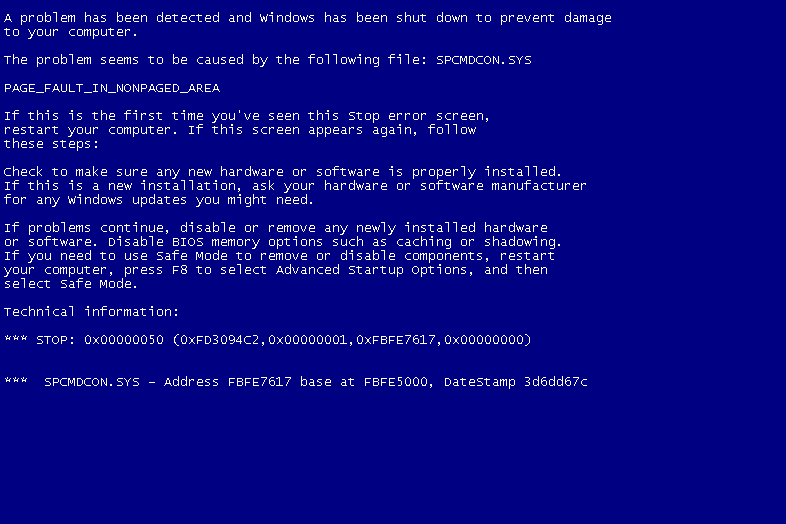 A problem has been detected and Windows has been shut down to prevent damage
to your computer.
The problem seems to be caused by the following file: SPCMDCON.SYS
PAGE_FAULT_IN_NONPAGED_AREA
If this is the first time you've seen this Stop error screen,
restart your computer. If this screen appears again, follow
these steps:
Check to make sure any new hardware or software is properly installed.
If this is a new installation, ask your hardware or software manufacturer
for any Windows updates you might need.
If problems continue, disable or remove any newly installed hardware
or software. Disable BIOS memory options such as caching or shadowing.
If you need to use Safe Mode to remove or disable components, restart
your computer, press F8 to select Advanced Startup Options, and then
select Safe Mode.
Technical information:
*** STOP: 0x00000050 (0xFD3094C2,0x00000001,0xFBFE7617,0x00000000)
***  SPCMDCON.SYS – Address FBFE7617 base at FBFE5000, DateStamp 3d6dd67c